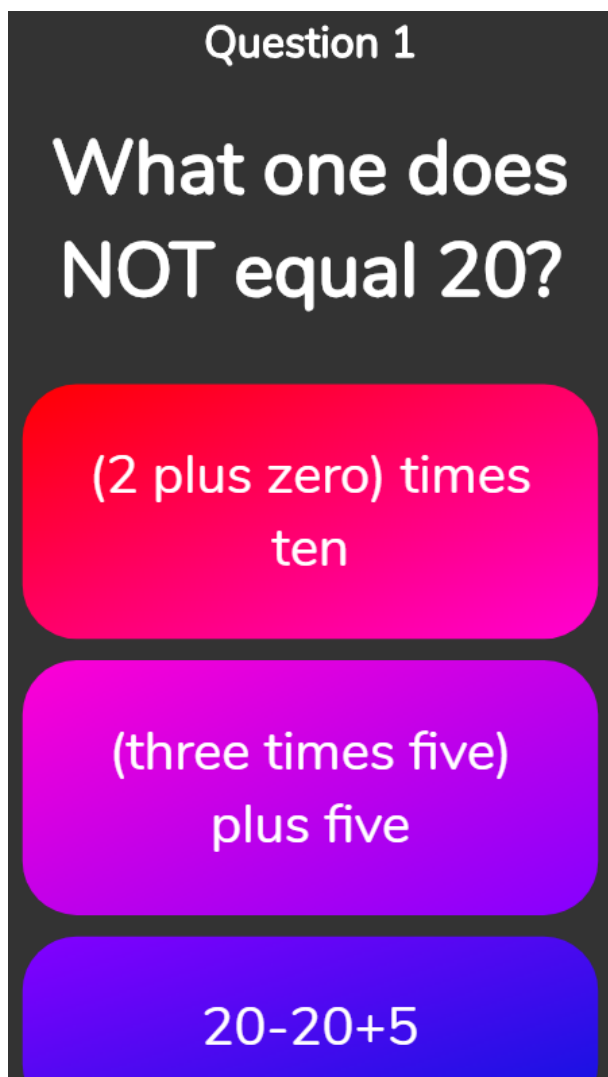 Question 1
What one does
NOT equal 20?
(2 plus zero) times
ten
(three times five)
plus five
20-20+5